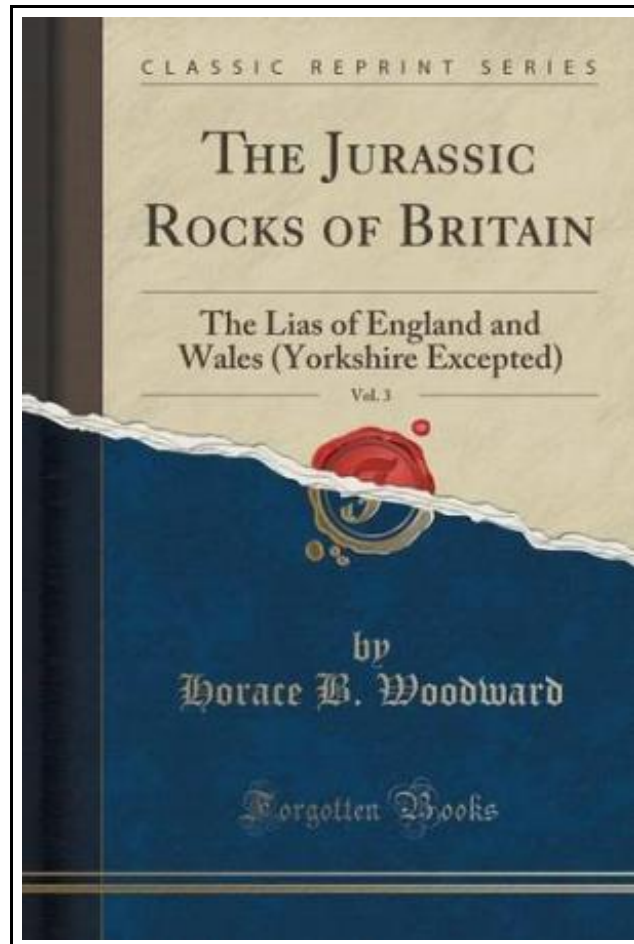 CLASSIC REPRINT SERIES
THE JURASSIC
ROCKS OF BRITAIN
The Lias of England and
Wales (Yorkshire Excepted)
Vol. 3
by
Horace B. Woodward
Forgotten Books